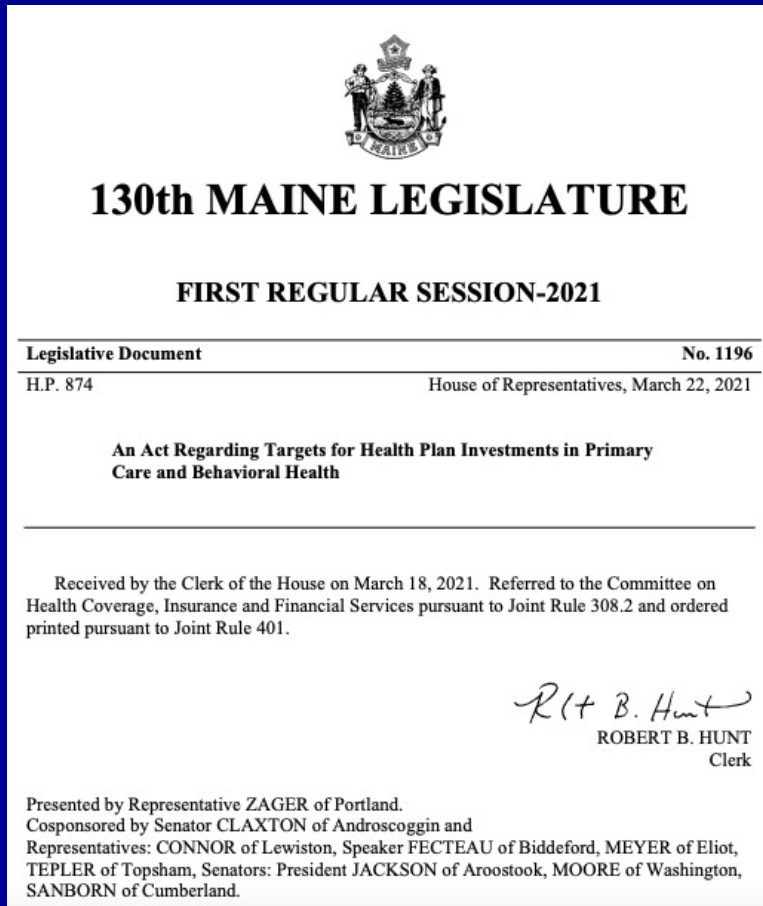 MAINE
130th MAINE LEGISLATURE
FIRST REGULAR SESSION-2021
Legislative Document No. 1196
H.P. 874 House of Representatives, March 22, 2021
An Act Regarding Targets for Health Plan Investments in Primary
Care and Behavioral Health
Received by the Clerk of the House on March 18, 2021. Referred to the Committee on
Health Coverage, Insurance and Financial Services pursuant to Joint Rule 308.2 and ordered
printed pursuant to Joint Rule 401.
R(t B. Hunt
ROBERT B. HUNT
Clerk
Presented by Representative ZAGER of Portland.
Cosponsored by Senator CLAXTON of Androscoggin and
Representatives: CONNOR of Lewiston, Speaker FECTEAU of Biddeford, MEYER of Eliot,
TEPLER of Topsham, Senators: President JACKSON of Aroostook, MOORE of Washington,
SANBORN of Cumberland.